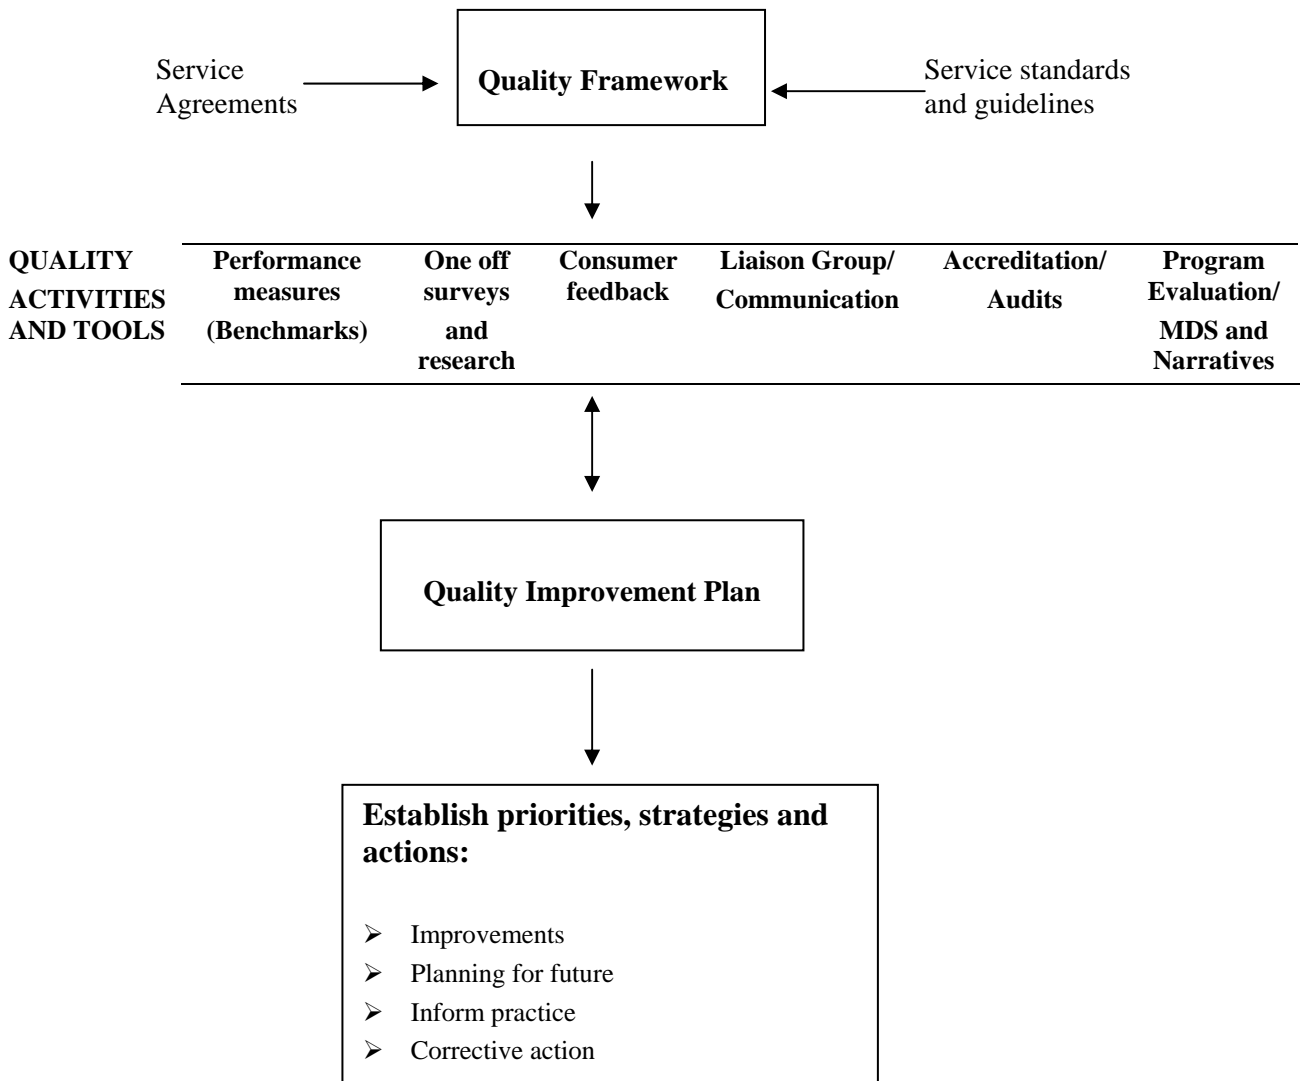 Service
Agreements
Quality Framework
Service standards
and guidelines
QUALITY
ACTIVITIES
AND TOOLS
Performance
measures
(Benchmarks)
One off
surveys
and
research
Consumer
feedback
Liaison Group/
Communication
Accreditation/
Audits
Program
Evaluation/
MDS and
Narratives
Quality Improvement Plan
Establish priorities, strategies and
actions:
➢ Improvements
➢ Planning for future
➢ Inform practice
➢ Corrective action